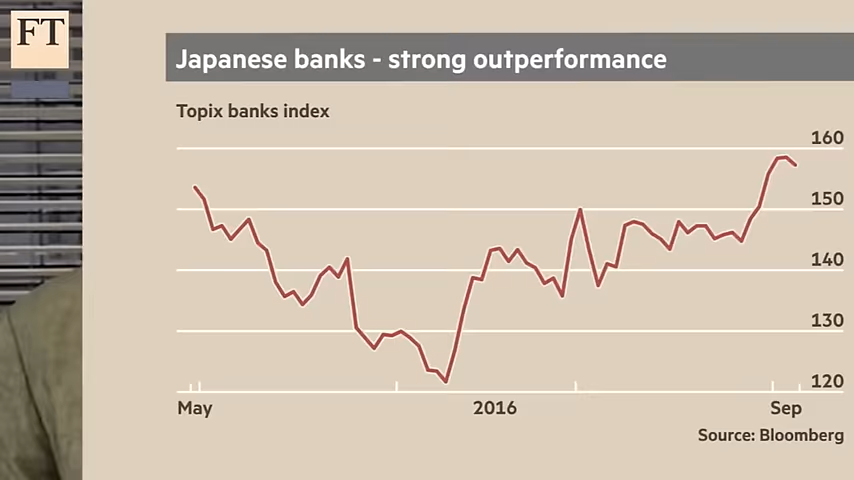 FT
Japanese banks - strong outperformance
Topix banks index
160
150
140
130
120
May 2016 Sep
Source: Bloomberg